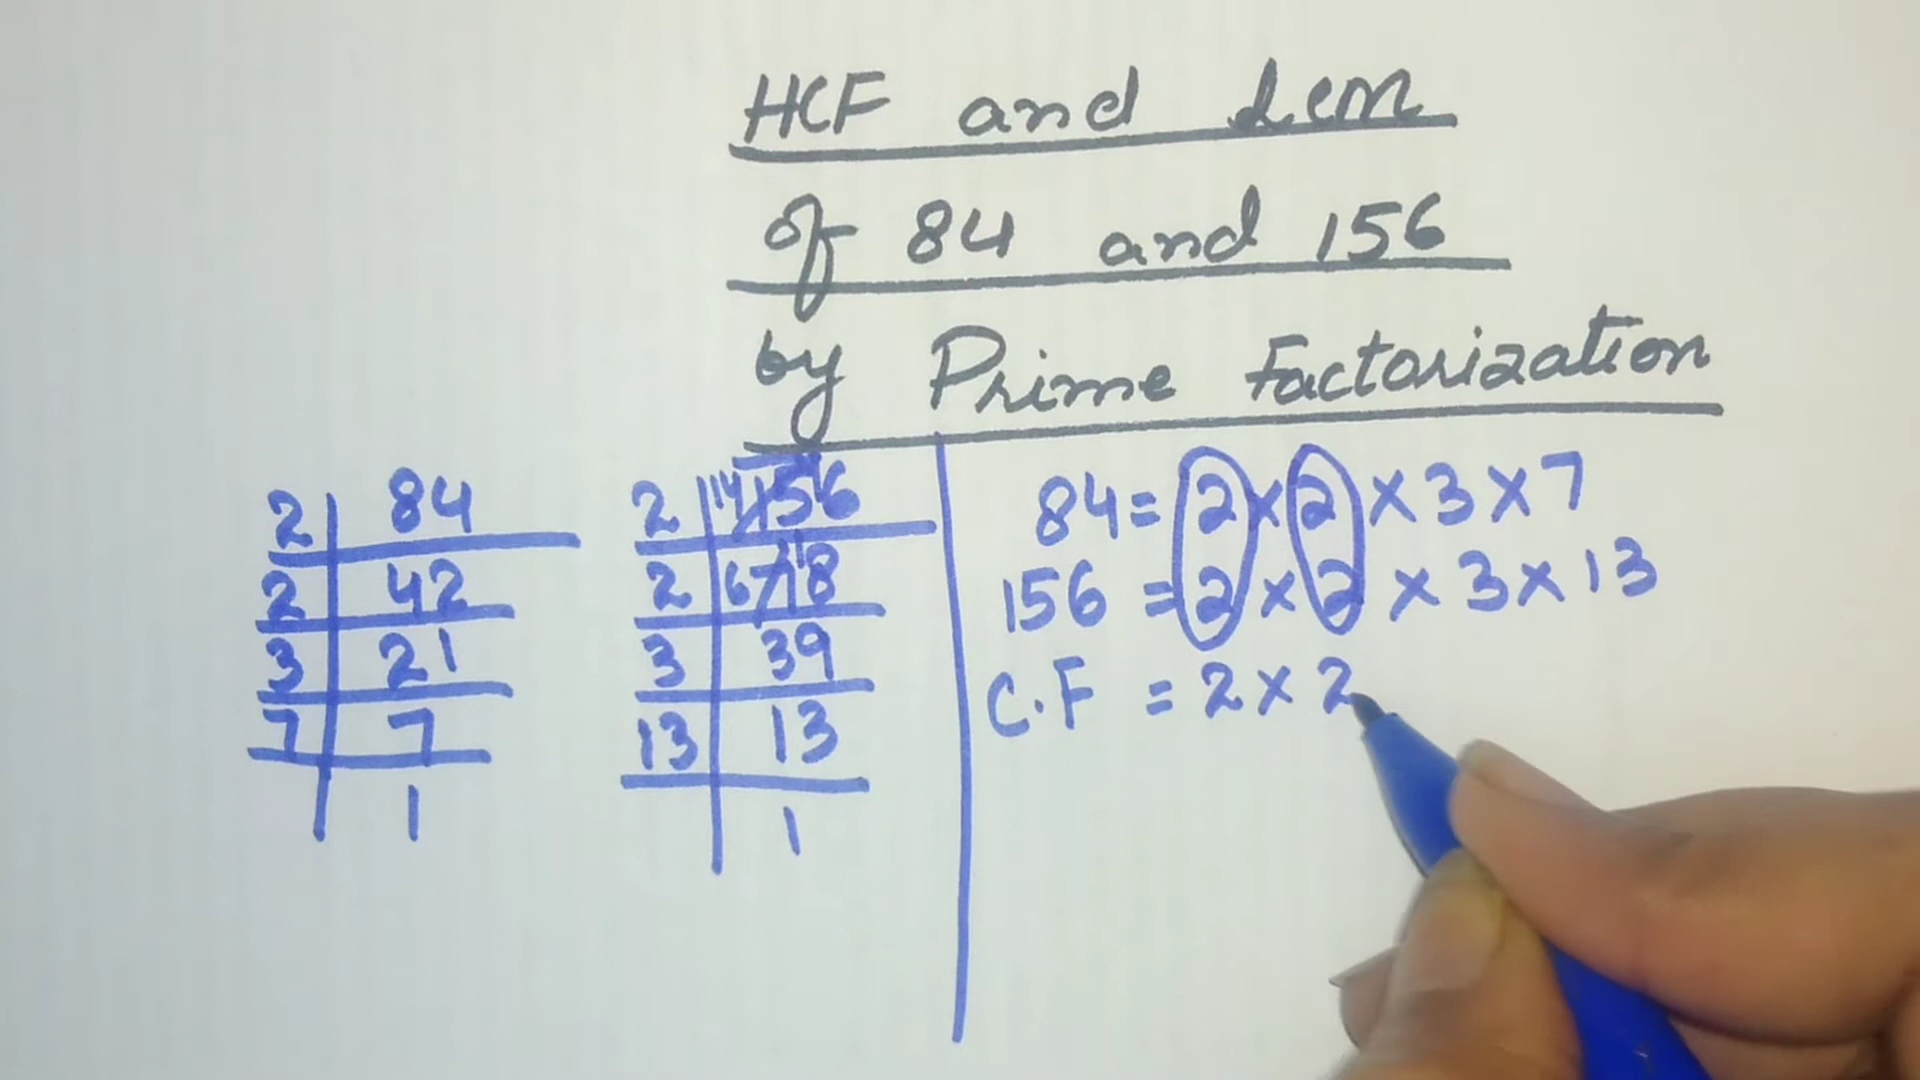 HCF and LCM
of 84 and 156
by Prime Factorization
2 84
2 42
3 21
7 7
1
2 156
2 78
3 39
13 13
1
84 = 2 × 2 × 3 × 7
156 = 2 × 2 × 3 × 13
C.F = 2 × 2